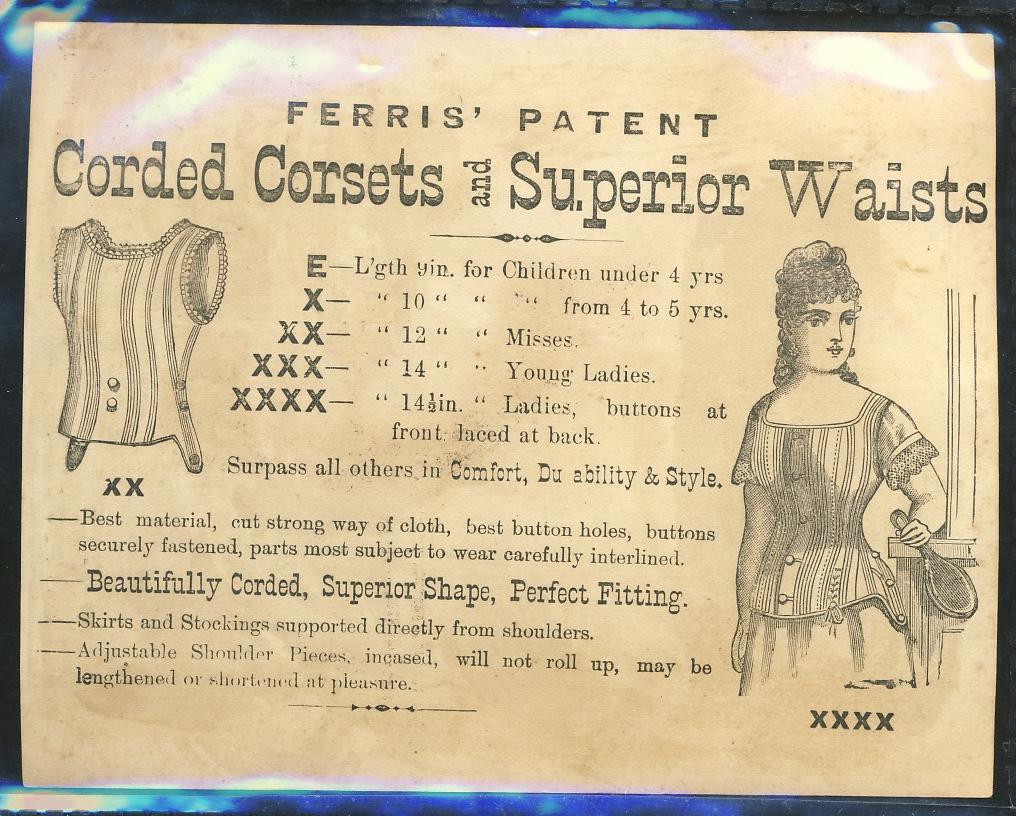 FERRIS' PATENT
Corded Corsets and Superior Waists
E—L'gth 9in. for Children under 4 yrs
X— " 10 " " " from 4 to 5 yrs.
XX— " 12 " " Misses.
XXX— " 14 " " Young Ladies.
XXXX— " 14½in. " Ladies, buttons at
front, laced at back.
Surpass all others in Comfort, Du ability & Style.
XX
—Best material, cut strong way of cloth, best button holes, buttons
securely fastened, parts most subject to wear carefully interlined.
—Beautifully Corded, Superior Shape, Perfect Fitting.
—Skirts and Stockings supported directly from shoulders.
—Adjustable Shoulder Pieces, incased, will not roll up, may be
lengthened or shortened at pleasure.
XXXX